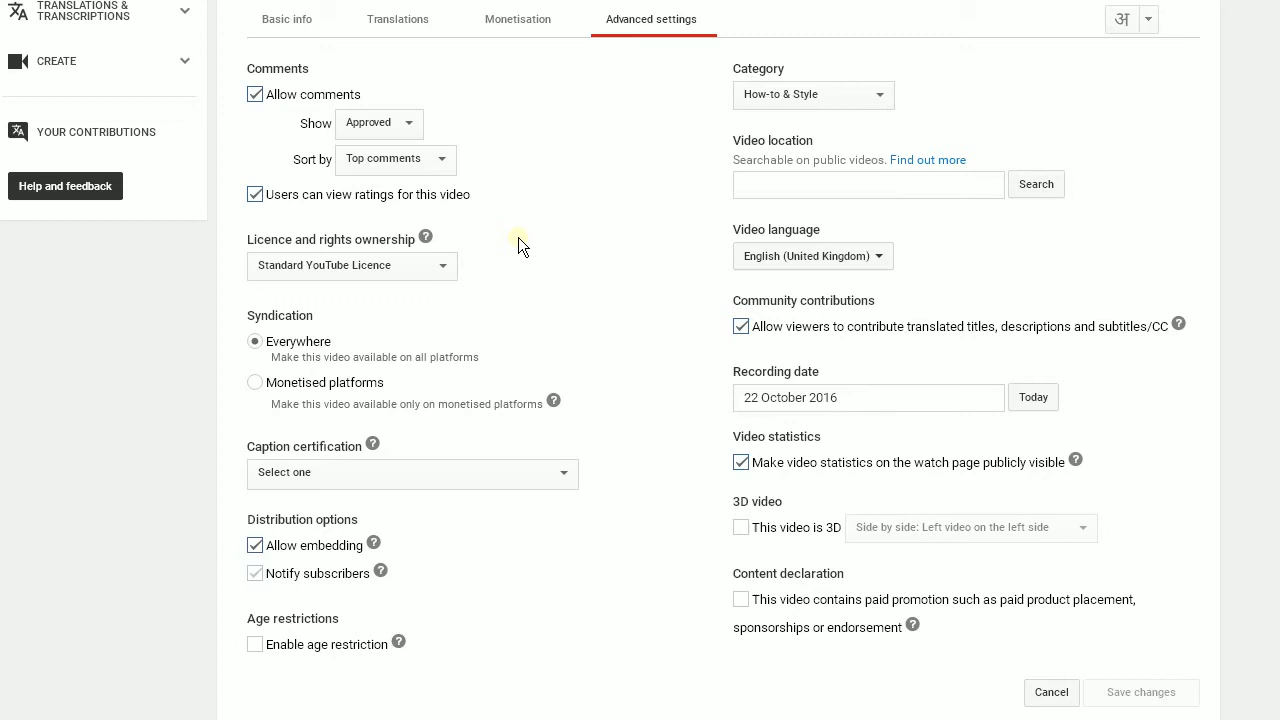 TRANSLATIONS &
TRANSCRIPTIONS
CREATE
YOUR CONTRIBUTIONS
Help and feedback
Basic info
Translations
Monetisation
Advanced settings
अ
Comments
Allow comments
Show
Approved
Sort by
Top comments
Users can view ratings for this video
Licence and rights ownership ?
Standard YouTube Licence
Syndication
Everywhere
Make this video available on all platforms
Monetised platforms
Make this video available only on monetised platforms ?
Caption certification ?
Select one
Distribution options
Allow embedding ?
Notify subscribers ?
Age restrictions
Enable age restriction ?
Category
How-to & Style
Video location
Searchable on public videos. Find out more
Search
Video language
English (United Kingdom)
Community contributions
Allow viewers to contribute translated titles, descriptions and subtitles/CC ?
Recording date
22 October 2016
Today
Video statistics
Make video statistics on the watch page publicly visible ?
3D video
This video is 3D
Side by side: Left video on the left side
Content declaration
This video contains paid promotion such as paid product placement,
sponsorships or endorsement ?
Cancel
Save changes